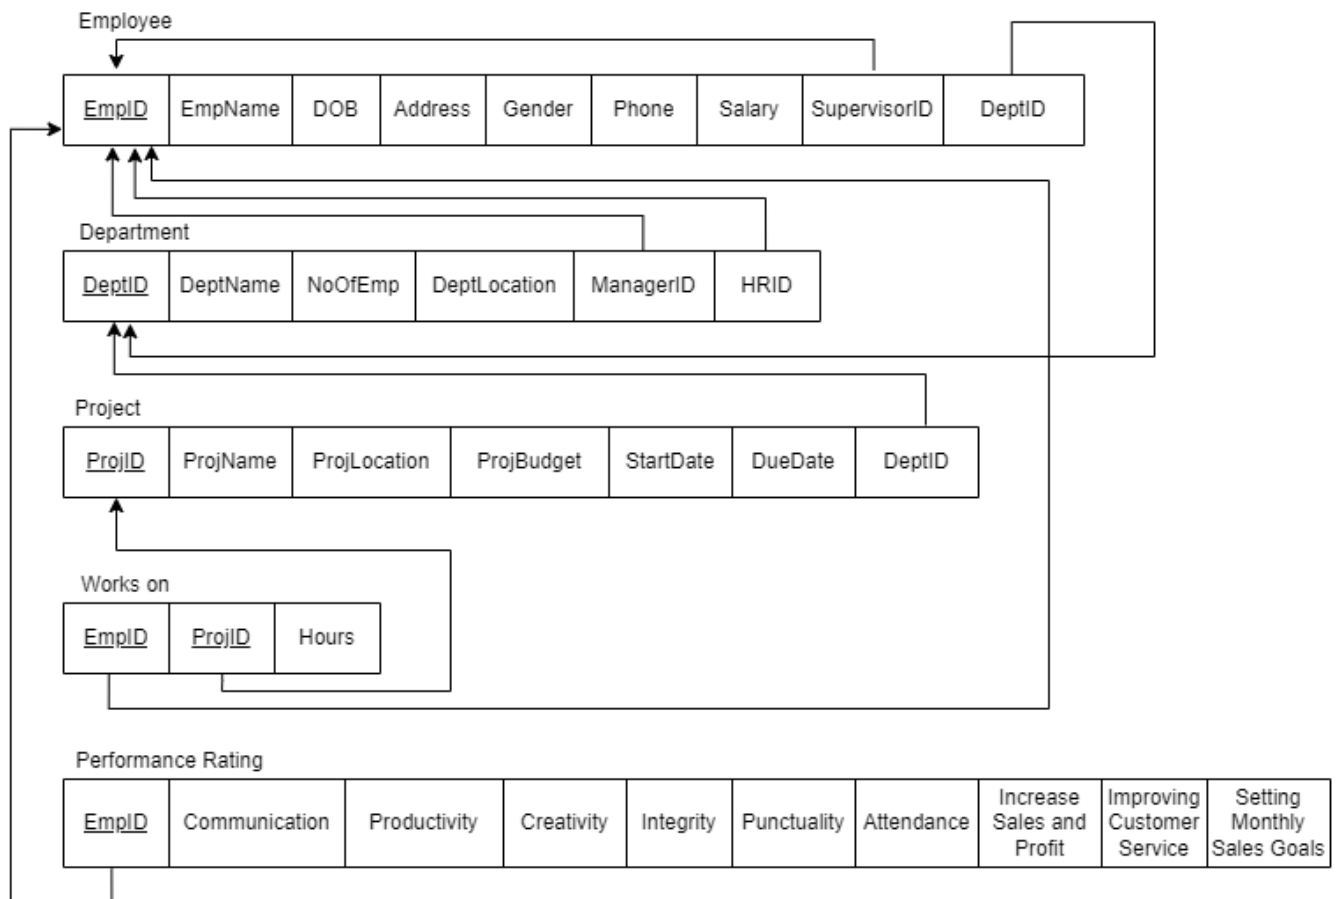 Employee
EmpID EmpName DOB Address Gender Phone Salary SupervisorID DeptID
Department
DeptID DeptName NoOfEmp DeptLocation ManagerID HRID
Project
ProjID ProjName ProjLocation ProjBudget StartDate DueDate DeptID
Works on
EmpID ProjID Hours
Performance Rating
EmpID Communication Productivity Creativity Integrity Punctuality Attendance
Increase
Sales and
Profit
Improving
Customer
Service
Setting
Monthly
Sales Goals